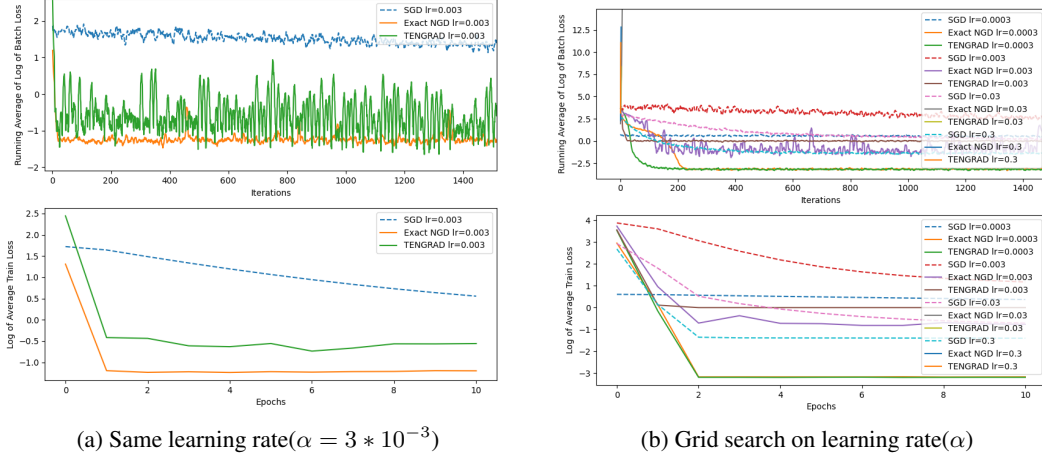 SGD lr=0.003
Exact NGD lr=0.003
TENGRAD lr=0.003
Running Average of Log of Batch Loss
2
1
0
−1
−2
0 200 400 600 800 1000 1200 1400
Iterations
SGD lr=0.003
Exact NGD lr=0.003
TENGRAD lr=0.003
Log of Average Train Loss
2.5
2.0
1.5
1.0
0.5
0.0
−0.5
−1.0
0 2 4 6 8 10
Epochs
(a) Same learning rate(α = 3 ∗ 10−3)
SGD lr=0.0003
Exact NGD lr=0.0003
TENGRAD lr=0.0003
SGD lr=0.003
Exact NGD lr=0.003
TENGRAD lr=0.003
SGD lr=0.03
Exact NGD lr=0.03
TENGRAD lr=0.03
SGD lr=0.3
Exact NGD lr=0.3
TENGRAD lr=0.3
Running Average of Log of Batch Loss
12.5
10.0
7.5
5.0
2.5
0.0
−2.5
0 200 400 600 800 1000 1200 1400
Iterations
SGD lr=0.0003
Exact NGD lr=0.0003
TENGRAD lr=0.0003
SGD lr=0.003
Exact NGD lr=0.003
TENGRAD lr=0.003
SGD lr=0.03
Exact NGD lr=0.03
TENGRAD lr=0.03
SGD lr=0.3
Exact NGD lr=0.3
TENGRAD lr=0.3
Log of Average Train Loss
4
3
2
1
0
−1
−2
−3
0 2 4 6 8 10
Epochs
(b) Grid search on learning rate(α)